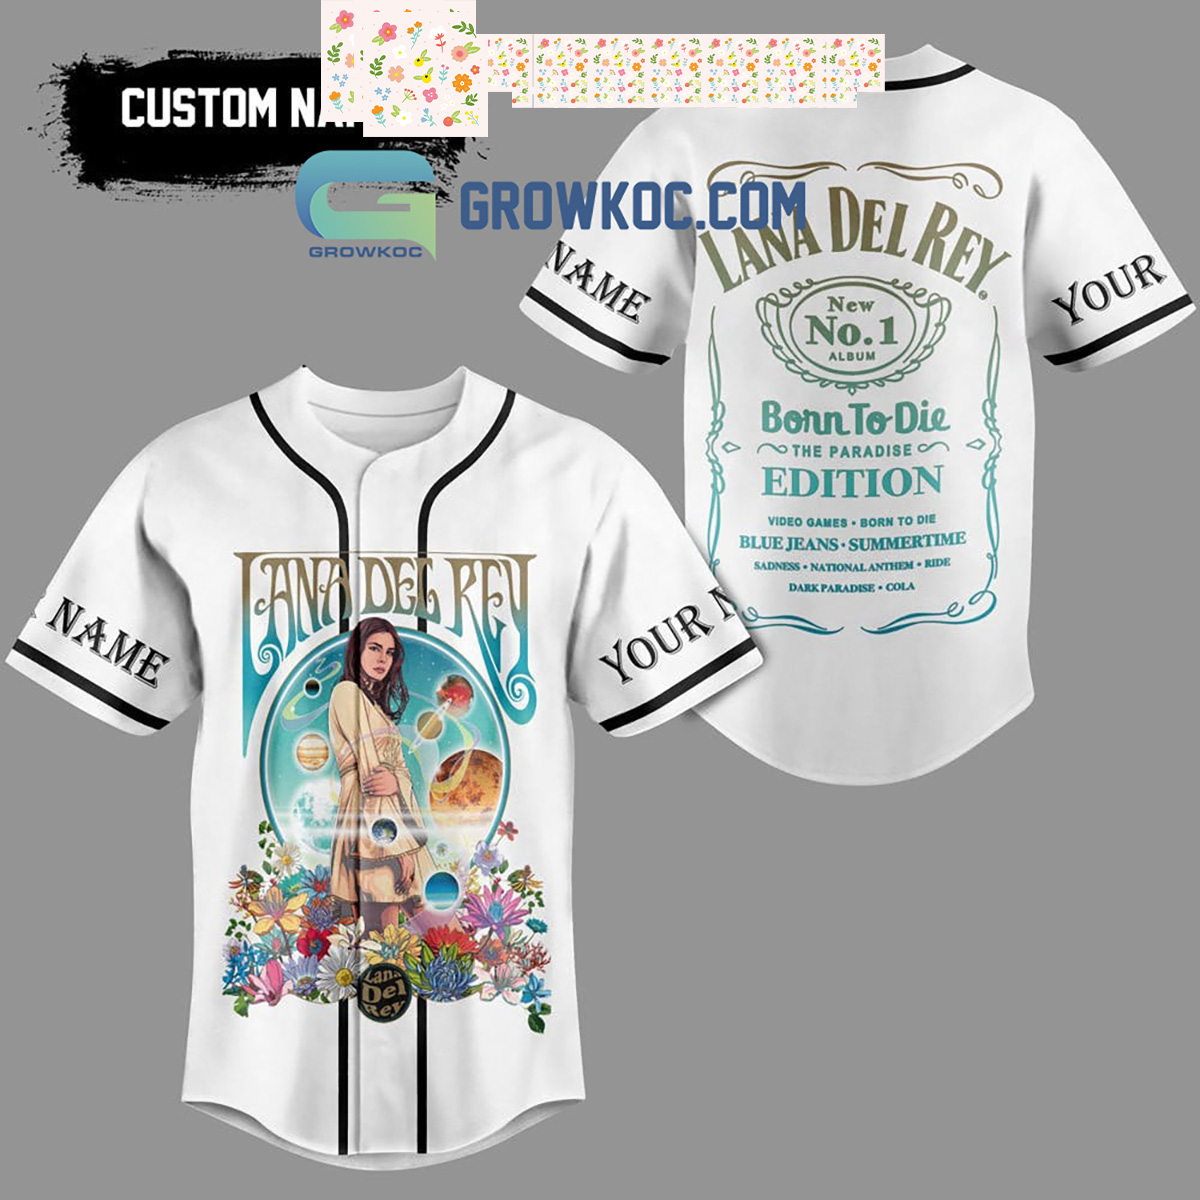 CUSTOM
GROWKOC
GROWKOC.COM
NAME
YOUR
LANA DEL REY®
New
No.1
ALBUM
Born To Die
THE PARADISE
EDITION
VIDEO GAMES • BORN TO DIE
BLUE JEANS • SUMMERTIME
SADNESS • NATIONAL ANTHEM • RIDE
DARK PARADISE • COLA
NAME
YOUR
LANA DEL REY
Lana
Del
Rey